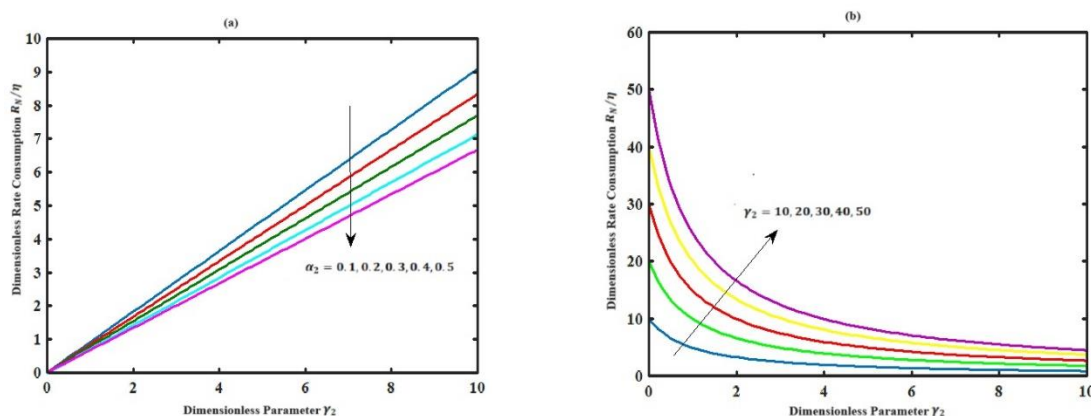 (a)
10
9
8
7
6
5
4
3
2
1
0
0 2 4 6 8 10
Dimensionless Rate Consumption R_N/η
Dimensionless Parameter γ₂
α₂ = 0.1, 0.2, 0.3, 0.4, 0.5
(b)
60
50
40
30
20
10
0
0 2 4 6 8 10
Dimensionless Rate Consumption R_N/η
Dimensionless Parameter γ₂
γ₂ = 10, 20, 30, 40, 50